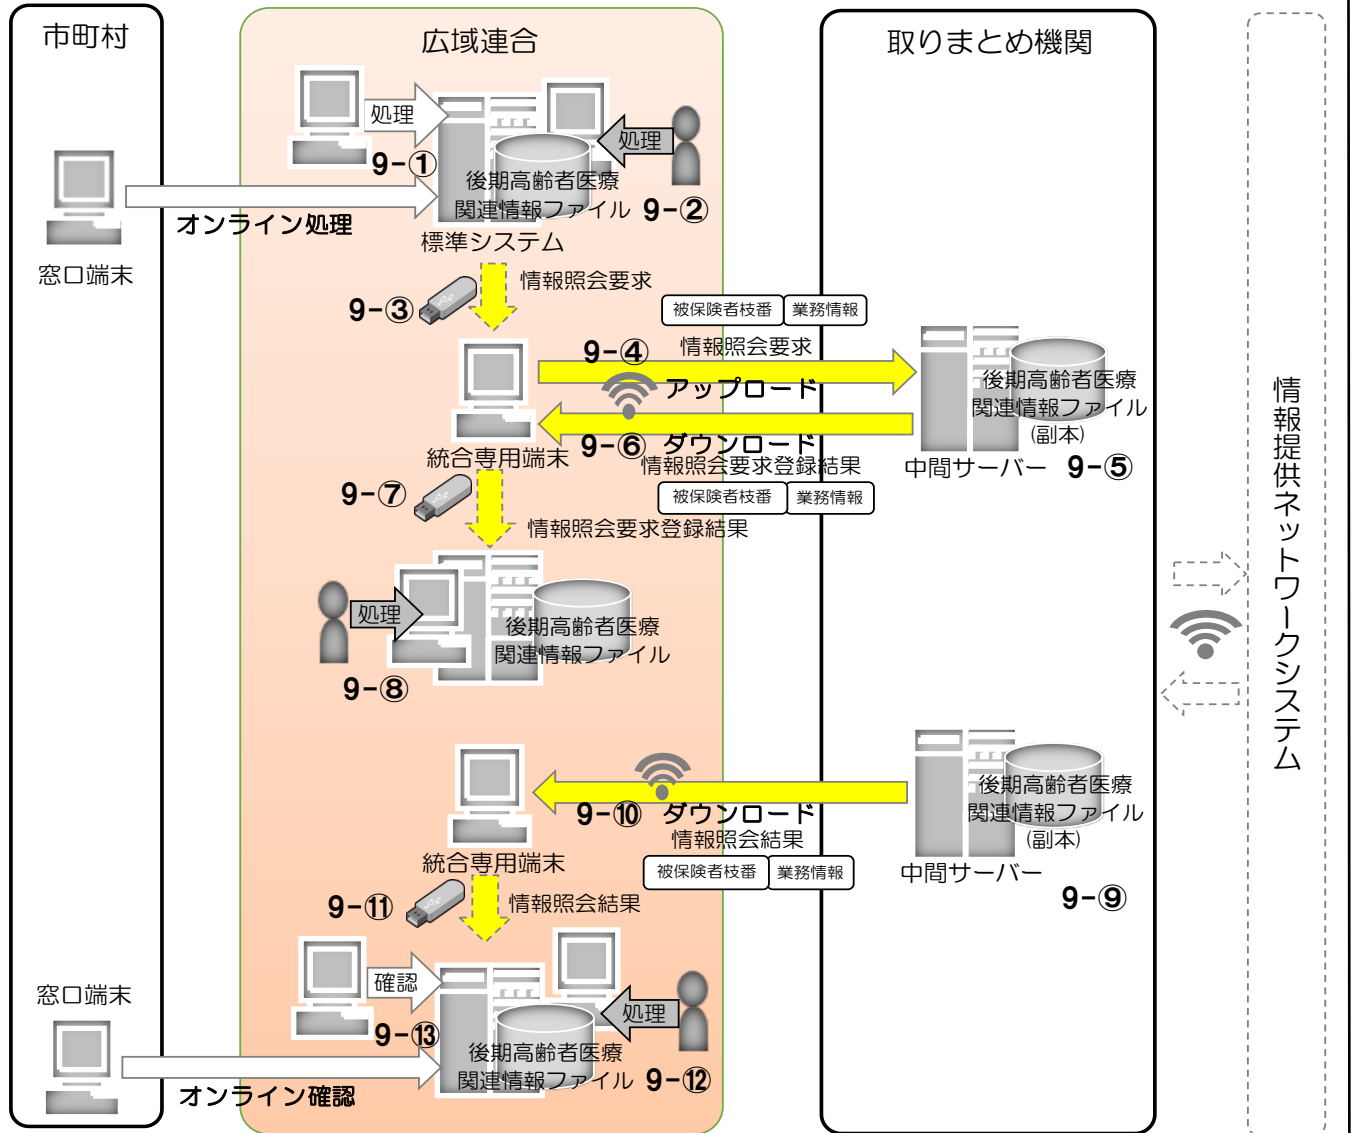 市町村
広域連合
取りまとめ機関
処理
9-①
処理
後期高齢者医療
関連情報ファイル
9-②
オンライン処理
標準システム
窓口端末
情報照会要求
9-③
被保険者枝番
業務情報
9-④
情報照会要求
アップロード
後期高齢者医療
関連情報ファイル
(副本)
9-⑥
ダウンロード
統合専用端末
情報照会要求登録結果
中間サーバー
9-⑤
被保険者枝番
業務情報
9-⑦
情報照会要求登録結果
処理
後期高齢者医療
関連情報ファイル
9-⑧
情報提供ネットワークシステム
9-⑩
ダウンロード
情報照会結果
後期高齢者医療
関連情報ファイル
(副本)
統合専用端末
被保険者枝番
業務情報
中間サーバー
9-⑨
9-⑪
情報照会結果
確認
9-⑬
処理
窓口端末
後期高齢者医療
関連情報ファイル
9-⑫
オンライン確認